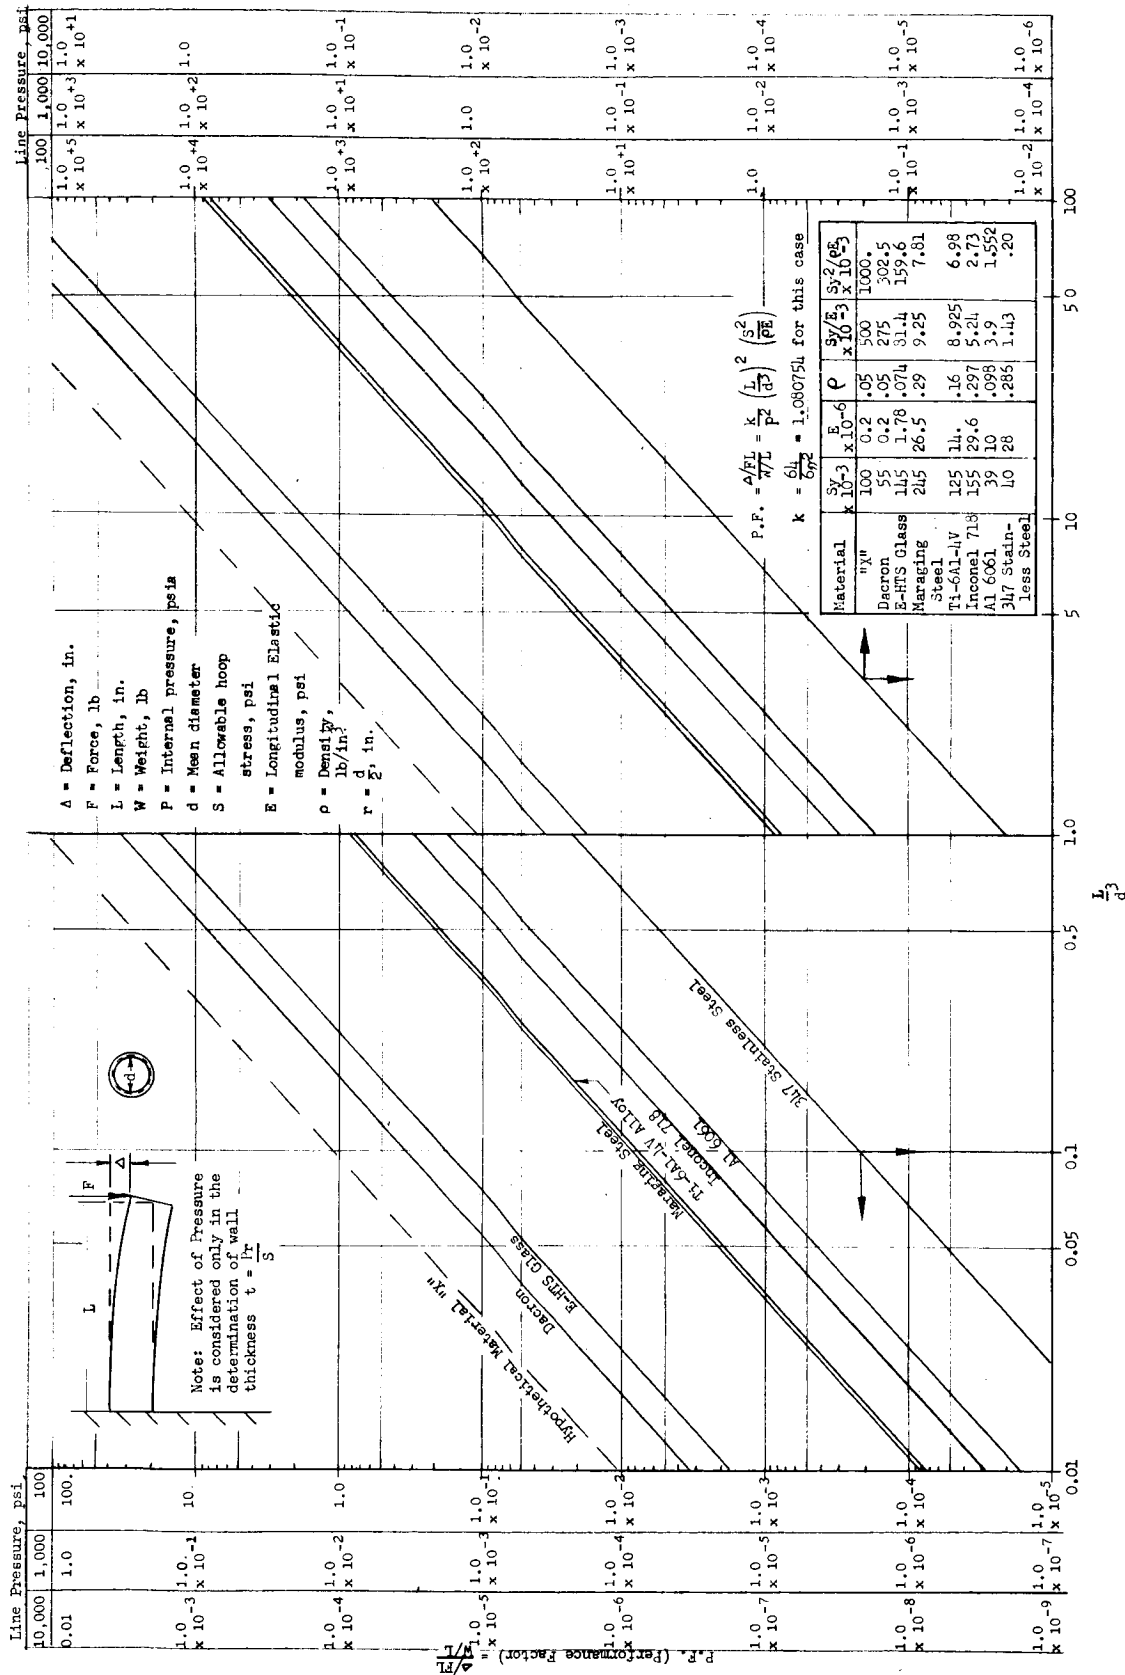 Line Pressure, psi
10,000 1,000 100
0.01 1.0 100.
1.0 x 10-3 1.0 x 10-1 10.
1.0 x 10-4 1.0 x 10-2 1.0
1.0 x 10-5 1.0 x 10-3 1.0 x 10-1
1.0 x 10-6 1.0 x 10-4 1.0 x 10-2
1.0 x 10-7 1.0 x 10-5 1.0 x 10-3
1.0 x 10-8 1.0 x 10-6 1.0 x 10-4
1.0 x 10-9 1.0 x 10-7 1.0 x 10-5
P.F. (Performance Factor) = Δ/FL / W/L
L
F
Δ
d
Note: Effect of Pressure
is considered only in the
determination of wall
thickness t = Pr/S
Δ = Deflection, in.
F = Force, lb
L = Length, in.
W = Weight, lb
P = Internal pressure, psia
d = Mean diameter
S = Allowable hoop
stress, psi
E = Longitudinal Elastic
modulus, psi
ρ = Density,
lb/in.3
r = d/2, in.
Hypothetical Material "X"
Dacron
E-HTS Glass
Maraging Steel
Ti-6Al-4V Alloy
Inconel 718
Al 6061
347 Stainless Steel
P.F. = Δ/FL / W/L = k/P2 (L/d3)2 (S2/ρE)
k = 64/6π2 = 1.080754 for this case
Material Sy x 10-3 E x10-6 ρ Sy/E x 10-3 Sy2/ρE x 10-3
"X" 100 0.2 .05 500 1000.
Dacron 55 0.2 .05 275 302.5
E-HTS Glass 145 1.78 .074 81.4 159.6
Maraging Steel 245 26.5 .29 9.25 7.81
Ti-6Al-4V 125 14. .16 8.925 6.98
Inconel 718 155 29.6 .297 5.24 2.73
Al 6061 39 10 .098 3.9 1.552
347 Stain-
less Steel 40 28 .286 1.43 .20
Line Pressure, psi
100 1,000 10,000
1.0 x 10+5 1.0 x 10+3 1.0 x 10+1
1.0 x 10+4 1.0 x 10+2 1.0
1.0 x 10+3 1.0 x 10+1 1.0 x 10-1
1.0 x 10+2 1.0 1.0 x 10-2
1.0 x 10+1 1.0 x 10-1 1.0 x 10-3
1.0 1.0 x 10-2 1.0 x 10-4
1.0 x 10-1 1.0 x 10-3 1.0 x 10-5
1.0 x 10-2 1.0 x 10-4 1.0 x 10-6
0.01 0.05 0.1 0.5 1.0 5 10 50 100
L/d3